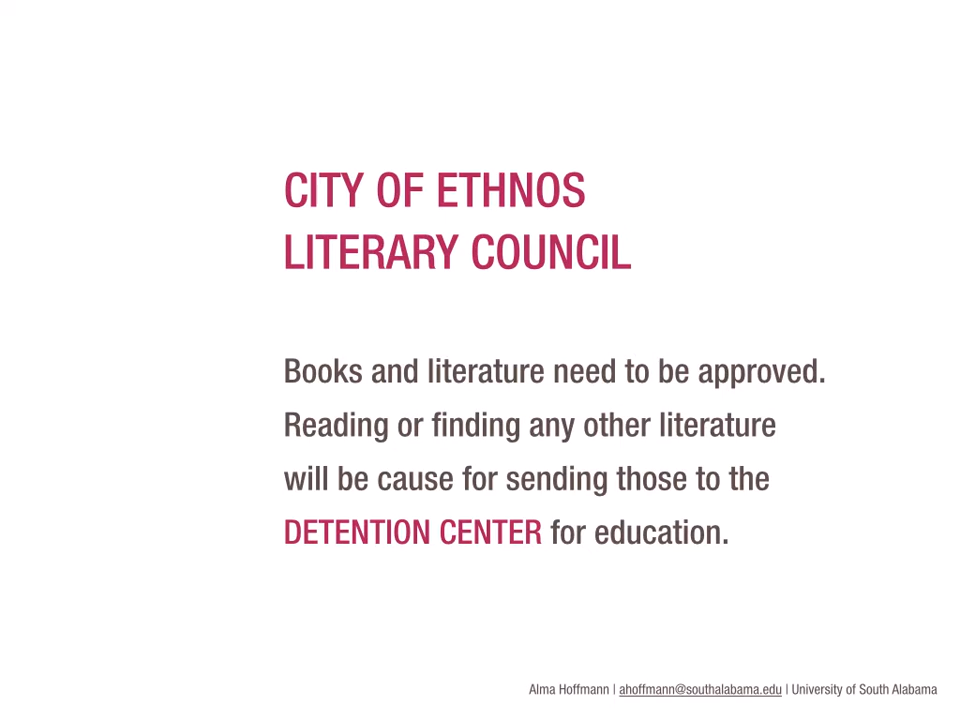 CITY OF ETHNOS
LITERARY COUNCIL
Books and literature need to be approved.
Reading or finding any other literature
will be cause for sending those to the
DETENTION CENTER for education.
Alma Hoffmann | ahoffmann@southalabama.edu | University of South Alabama